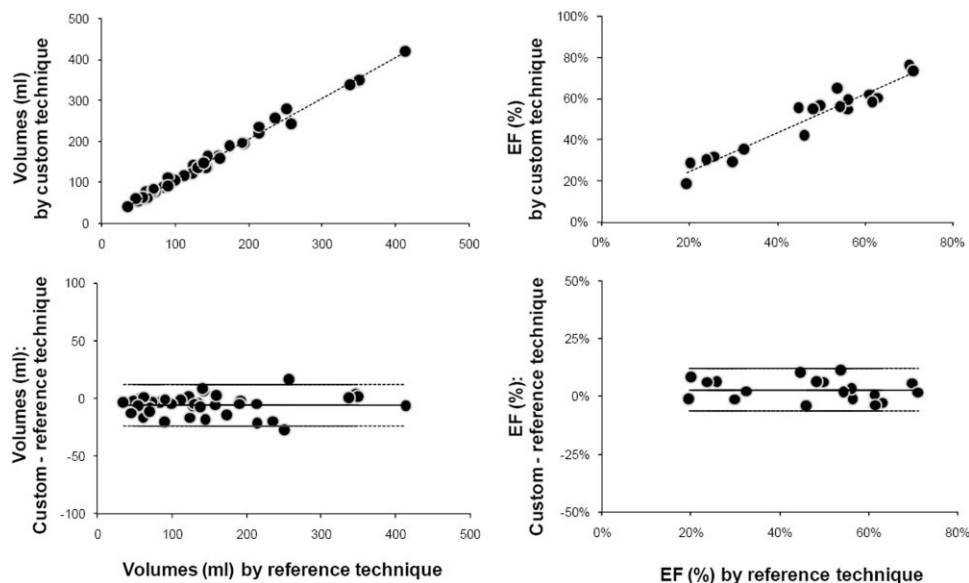 Volumes (ml)
by custom technique
500
400
300
200
100
0
0 100 200 300 400 500
EF (%)
by custom technique
100%
80%
60%
40%
20%
0%
0% 20% 40% 60% 80%
Volumes (ml):
Custom - reference technique
100
50
0
-50
-100
0 100 200 300 400 500
Volumes (ml) by reference technique
EF (%):
Custom - reference technique
50%
25%
0%
-25%
-50%
0% 20% 40% 60% 80%
EF (%) by reference technique